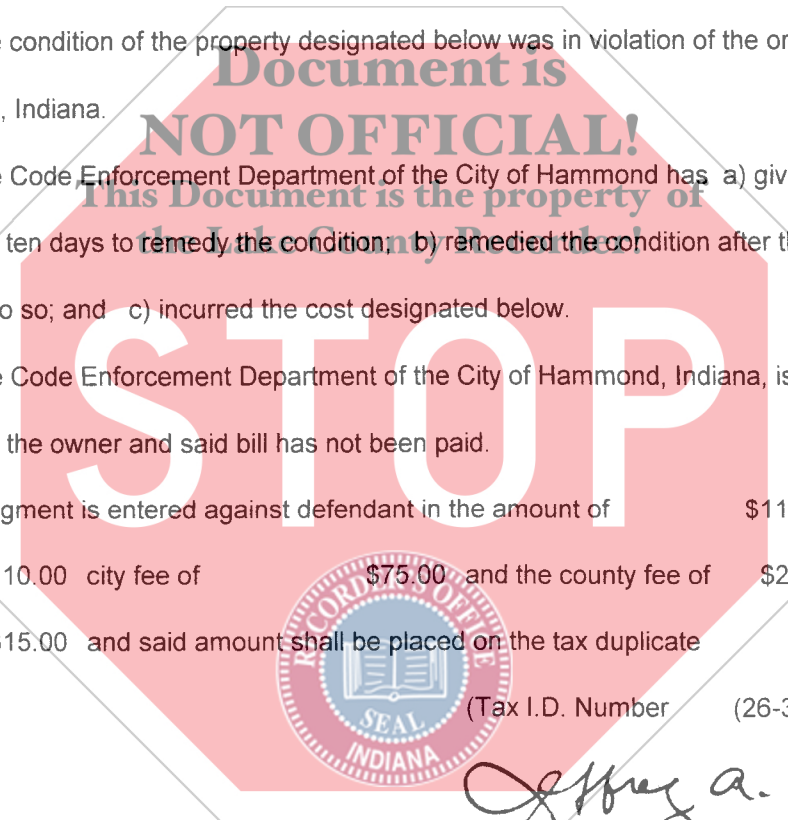 e condition of the property designated below was in violation of the or
Document is
, Indiana.
NOT OFFICIAL!
e Code Enforcement Department of the City of Hammond has a) giv
This Document is the property of
ten days to remedy the condition; b) remedied the condition after th
the Lake County Recorder!
o so; and c) incurred the cost designated below.
STOP
e Code Enforcement Department of the City of Hammond, Indiana, is
the owner and said bill has not been paid.
gment is entered against defendant in the amount of $11
10.00 city fee of $75.00 and the county fee of $2
15.00 and said amount shall be placed on the tax duplicate
RECORDER'S OFFICE
SEAL
INDIANA
(Tax I.D. Number (26-3
Jeffrey A.